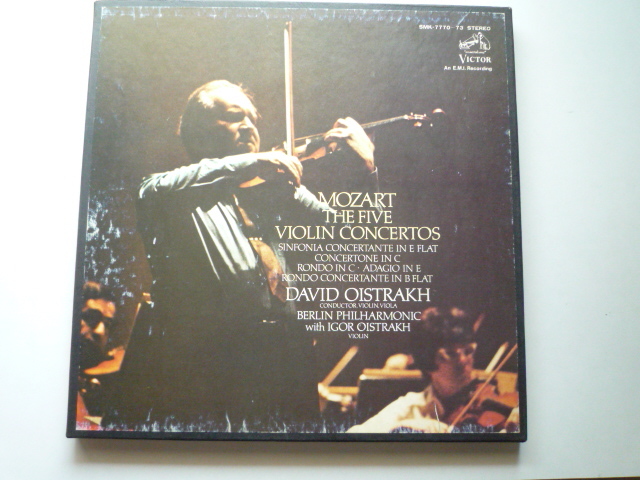 SMK-7770~73 STEREO
VICTOR
An E.M.I. Recording
MOZART
THE FIVE
VIOLIN CONCERTOS
SINFONIA CONCERTANTE IN E FLAT
CONCERTONE IN C
RONDO IN C · ADAGIO IN E
RONDO CONCERTANTE IN B FLAT
DAVID OISTRAKH
CONDUCTOR, VIOLIN, VIOLA
BERLIN PHILHARMONIC
with IGOR OISTRAKH
VIOLIN